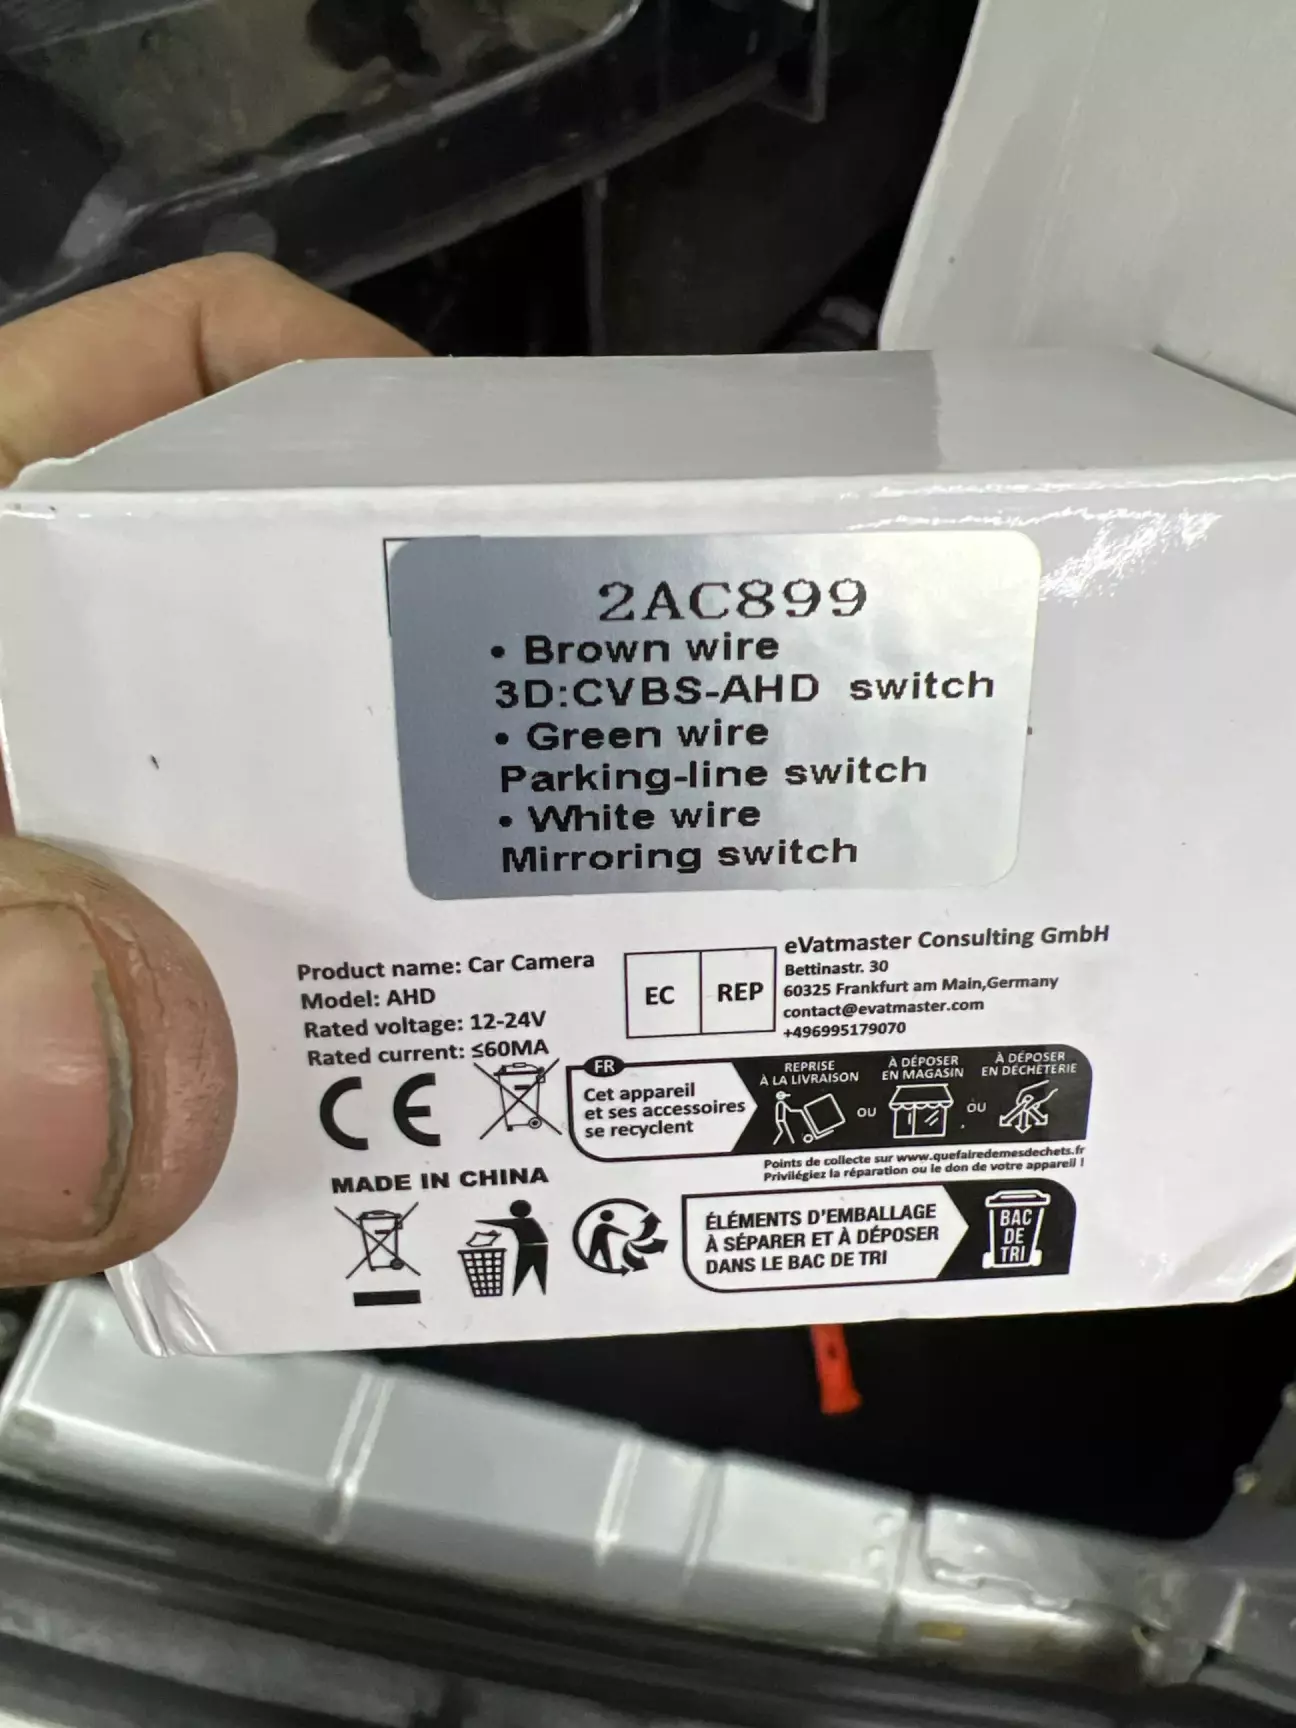 2AC899
• Brown wire
3D:CVBS-AHD switch
• Green wire
Parking-line switch
• White wire
Mirroring switch
Product name: Car Camera
Model: AHD
Rated voltage: 12-24V
Rated current: ≤60MA
EC REP
eVatmaster Consulting GmbH
Bettinastr. 30
60325 Frankfurt am Main,Germany
contact@evatmaster.com
+496995179070
CE
FR
Cet appareil
et ses accessoires
se recyclent
REPRISE
À LA LIVRAISON
OU
À DÉPOSER
EN MAGASIN
OU
À DÉPOSER
EN DÉCHÈTERIE
Points de collecte sur www.quefairedemesdechets.fr
Privilégiez la réparation ou le don de votre appareil !
MADE IN CHINA
ÉLÉMENTS D'EMBALLAGE
À SÉPARER ET À DÉPOSER
DANS LE BAC DE TRI
BAC
DE
TRI